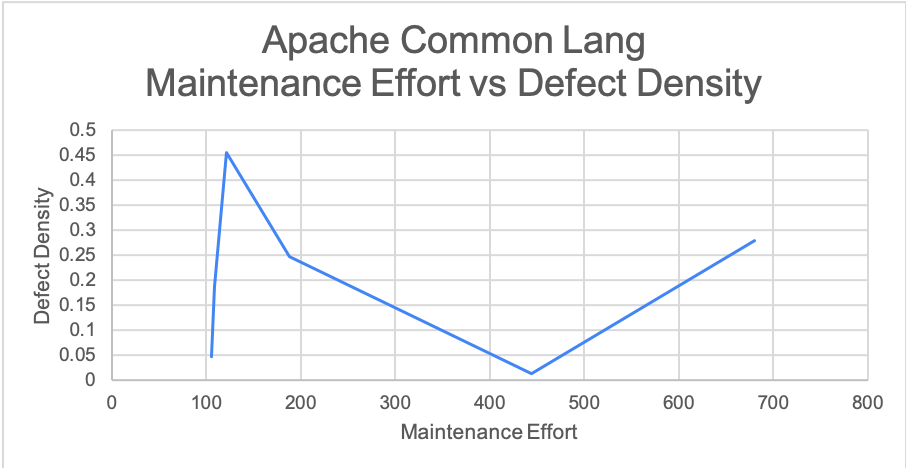 Apache Common Lang
Maintenance Effort vs Defect Density
0.5
0.45
0.4
0.35
0.3
0.25
0.2
0.15
0.1
0.05
0
Defect Density
0 100 200 300 400 500 600 700 800
Maintenance Effort